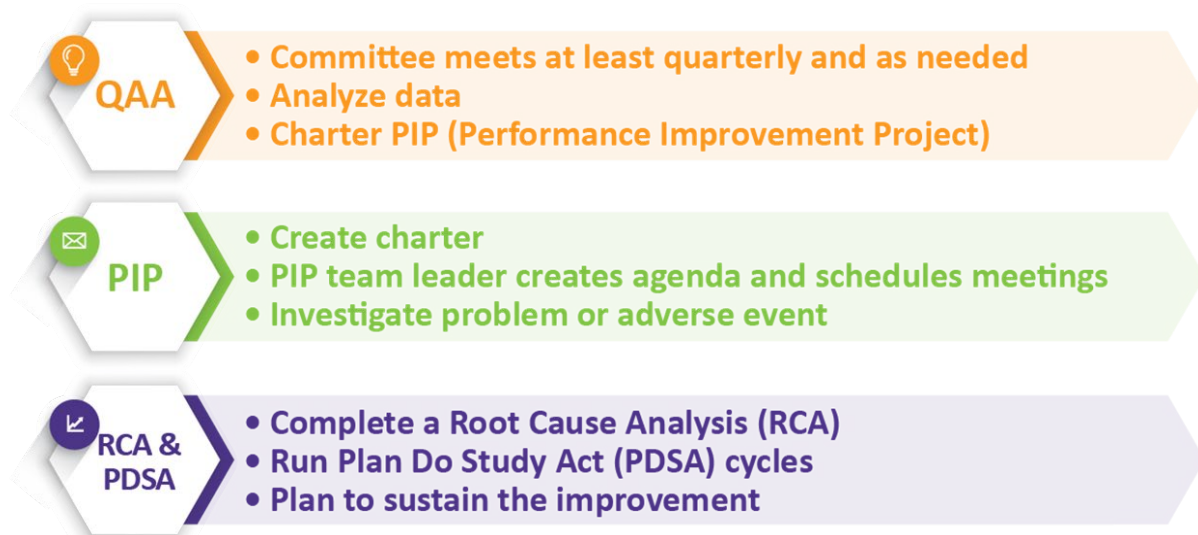 QAA
• Committee meets at least quarterly and as needed
• Analyze data
• Charter PIP (Performance Improvement Project)
PIP
• Create charter
• PIP team leader creates agenda and schedules meetings
• Investigate problem or adverse event
RCA &
PDSA
• Complete a Root Cause Analysis (RCA)
• Run Plan Do Study Act (PDSA) cycles
• Plan to sustain the improvement